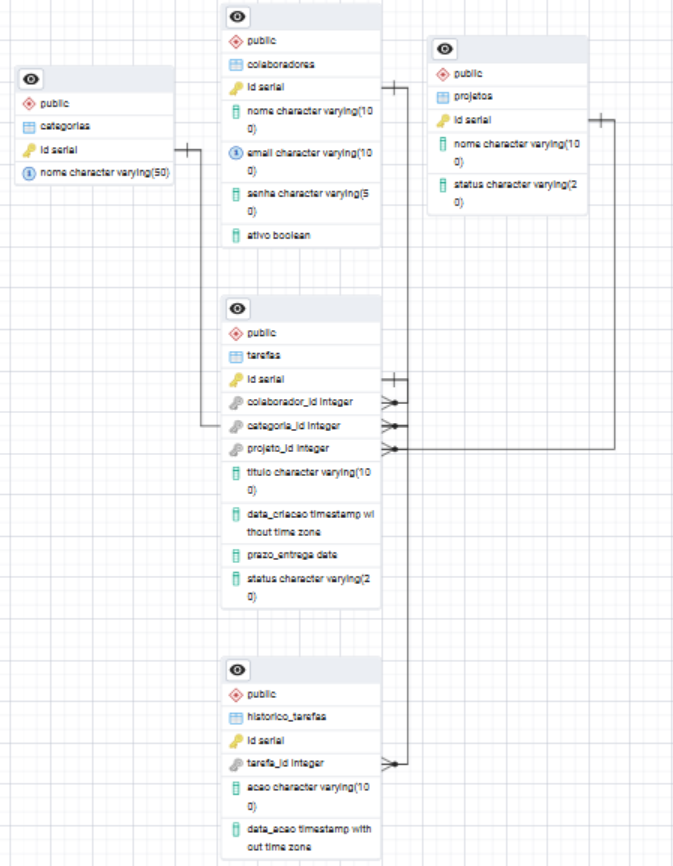 public
categorias
id serial
nome character varying(50)
public
colaboradores
id serial
nome character varying(10
0)
email character varying(10
0)
senha character varying(5
0)
ativo boolean
public
projetos
id serial
nome character varying(10
0)
status character varying(2
0)
public
tarefas
id serial
colaborador_id integer
categoria_id integer
projeto_id integer
titulo character varying(10
0)
data_criacao timestamp wi
thout time zone
prazo_entrega date
status character varying(2
0)
public
historico_tarefas
id serial
tarefa_id integer
acao character varying(10
0)
data_acao timestamp with
out time zone